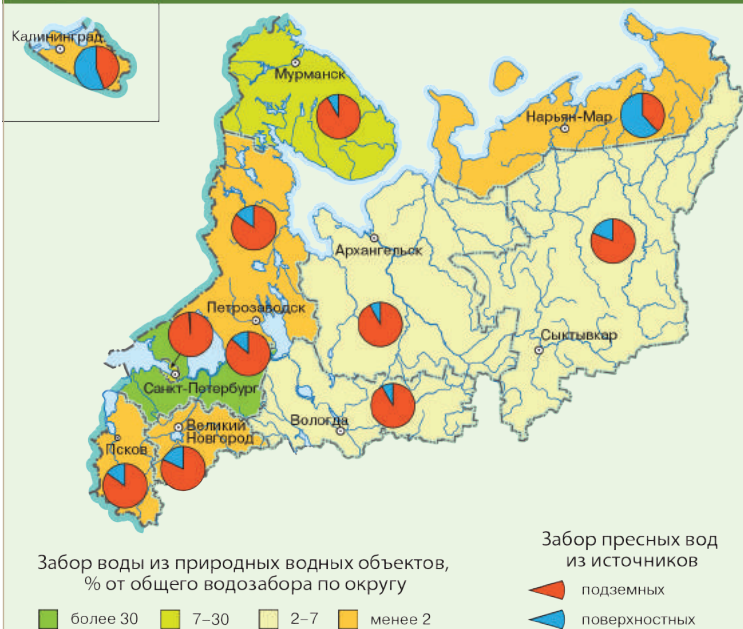 Калининград
Мурманск
Нарьян-Мар
Архангельск
Петрозаводск
Сыктывкар
Санкт-Петербург
Вологда
Великий
Новгород
Псков
Забор воды из природных водных объектов,
% от общего водозабора по округу
более 30
7–30
2–7
менее 2
Забор пресных вод
из источников
подземных
поверхностных